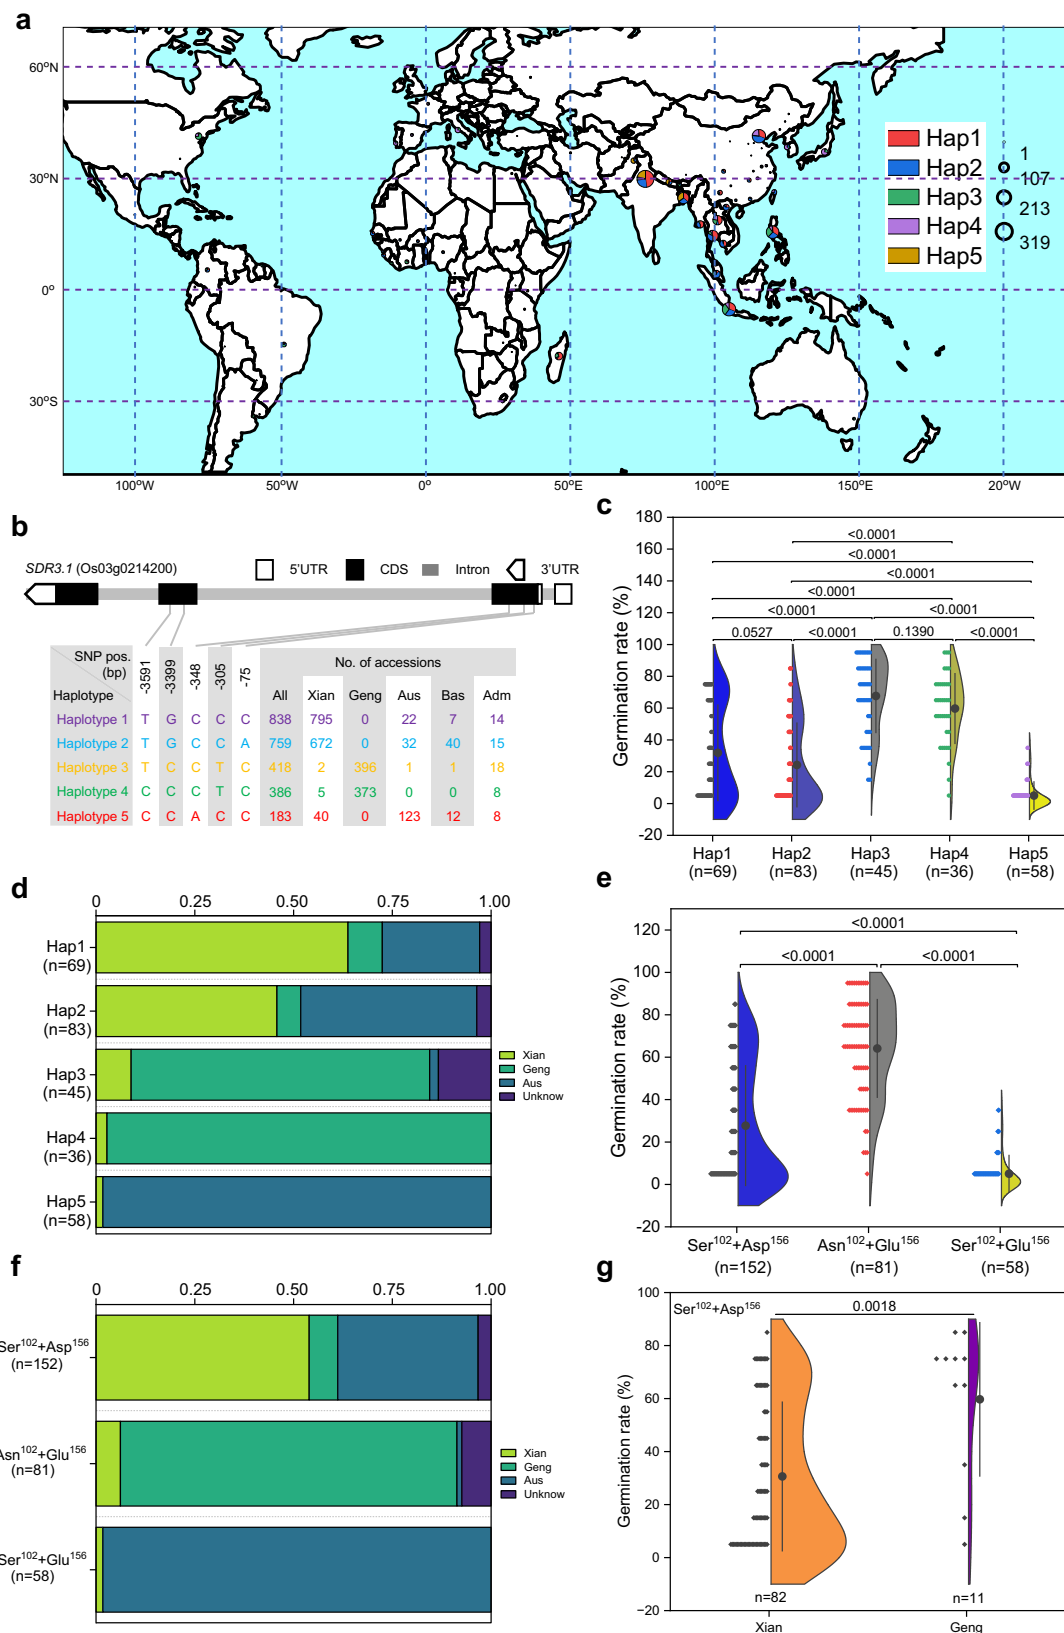 a
60°N
30°N
0°
30°S
100°W
50°W
0°
50°E
100°E
150°E
20°W
Hap1
Hap2
Hap3
Hap4
Hap5
1
107
213
319
b
SDR3.1 (Os03g0214200)
5'UTR
CDS
Intron
3'UTR
SNP pos. (bp)
Haplotype
-3591
-3399
-348
-305
-75
No. of accessions
All Xian Geng Aus Bas Adm
Haplotype 1 T G C C C 838 795 0 22 7 14
Haplotype 2 T G C C A 759 672 0 32 40 15
Haplotype 3 T C C T C 418 2 396 1 1 18
Haplotype 4 C C C T C 386 5 373 0 0 8
Haplotype 5 C C A C C 183 40 0 123 12 8
c
Germination rate (%)
180
160
140
120
100
80
60
40
20
0
-20
<0.0001
<0.0001
<0.0001
<0.0001
<0.0001 <0.0001
0.0527 <0.0001 0.1390 <0.0001
Hap1 Hap2 Hap3 Hap4 Hap5
(n=69) (n=83) (n=45) (n=36) (n=58)
d
0 0.25 0.50 0.75 1.00
Hap1
(n=69)
Hap2
(n=83)
Hap3
(n=45)
Hap4
(n=36)
Hap5
(n=58)
Xian
Geng
Aus
Unknow
e
Germination rate (%)
120
100
80
60
40
20
0
-20
<0.0001
<0.0001 <0.0001
Ser102+Asp156 Asn102+Glu156 Ser102+Glu156
(n=152) (n=81) (n=58)
f
0 0.25 0.50 0.75 1.00
Ser102+Asp156
(n=152)
Asn102+Glu156
(n=81)
Ser102+Glu156
(n=58)
Xian
Geng
Aus
Unknow
g
Germination rate (%)
100
80
60
40
20
0
−20
Ser102+Asp156
0.0018
n=82 n=11
Xian Geng